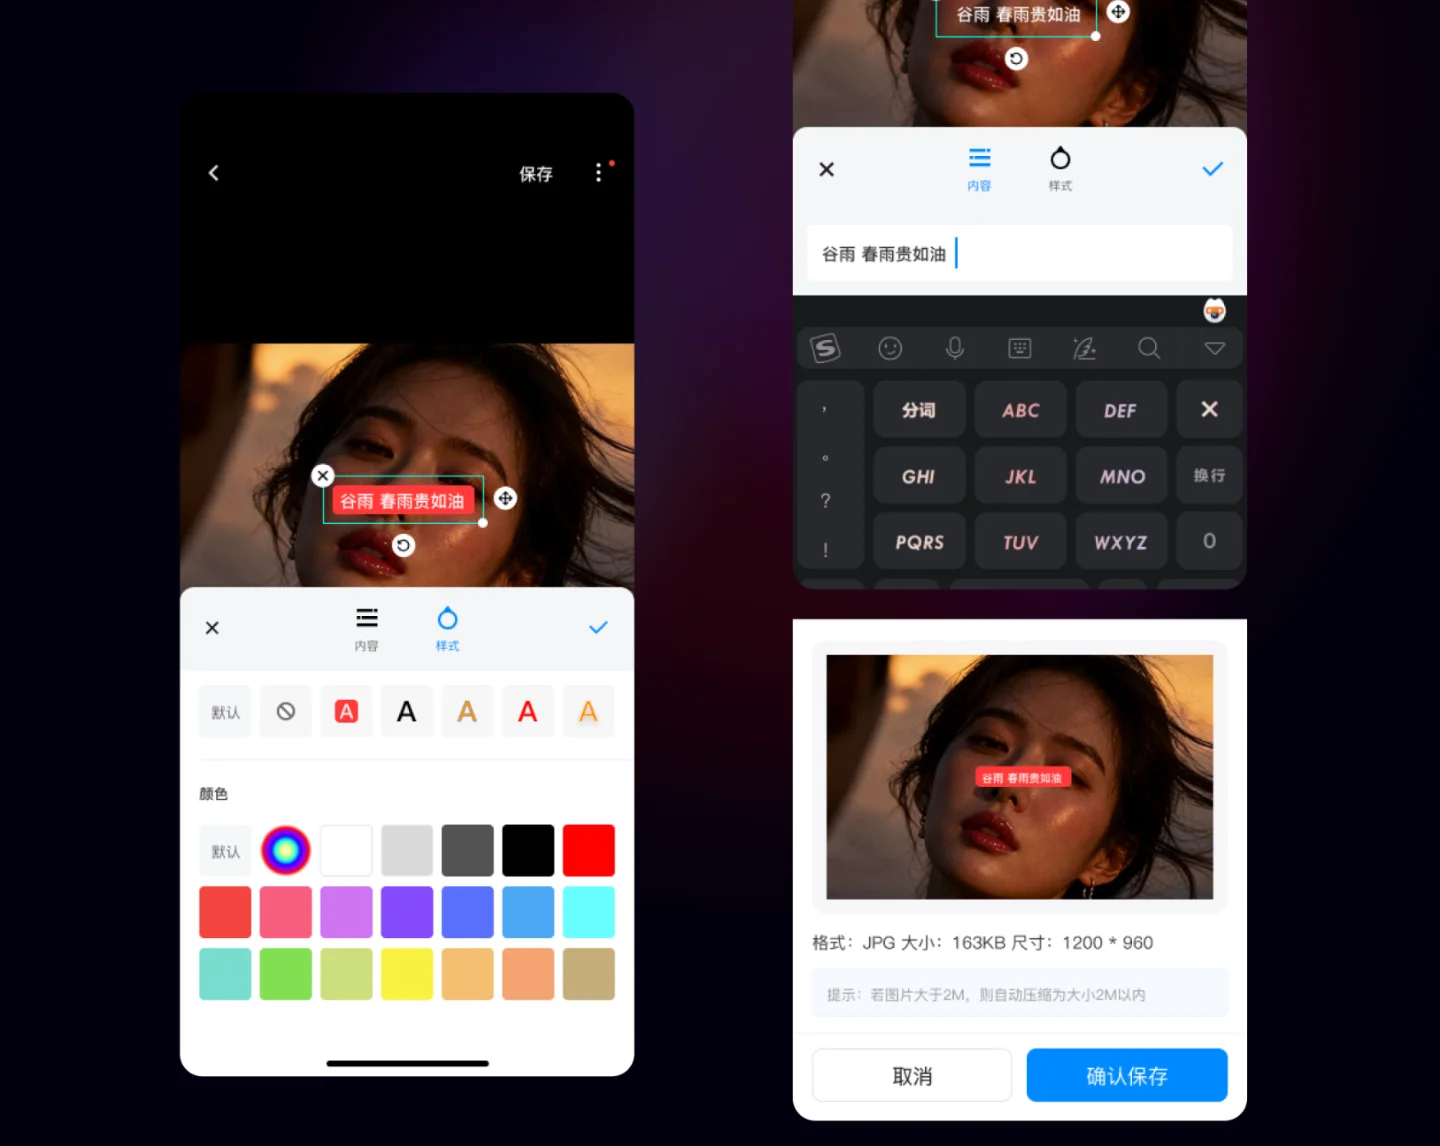 保存
谷雨 春雨贵如油
内容
样式
默认
A
A
A
A
A
颜色
默认
谷雨 春雨贵如油
内容
样式
谷雨 春雨贵如油
S
，
分词
ABC
DEF
。
GHI
JKL
MNO
换行
？
PQRS
TUV
WXYZ
0
！
谷雨 春雨贵如油
格式：JPG 大小：163KB 尺寸：1200 * 960
提示：若图片大于2M，则自动压缩为大小2M以内
取消
确认保存